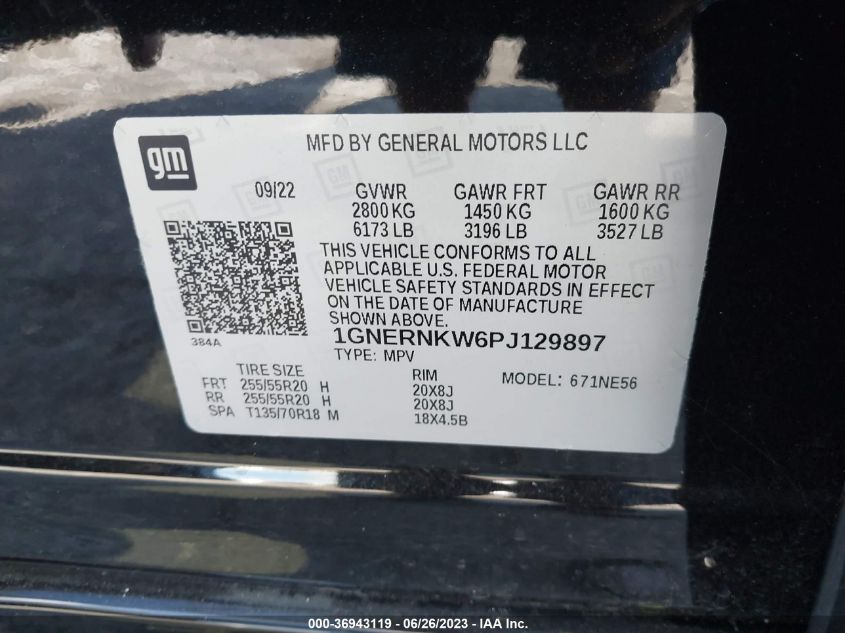 gm
MFD BY GENERAL MOTORS LLC
09/22 GVWR GAWR FRT GAWR RR
2800 KG 1450 KG 1600 KG
6173 LB 3196 LB 3527 LB
THIS VEHICLE CONFORMS TO ALL
APPLICABLE U.S. FEDERAL MOTOR
VEHICLE SAFETY STANDARDS IN EFFECT
ON THE DATE OF MANUFACTURE
SHOWN ABOVE.
384A
1GNERNKW6PJ129897
TYPE: MPV
TIRE SIZE RIM MODEL: 671NE56
FRT 255/55R20 H 20X8J
RR 255/55R20 H 20X8J
SPA T135/70R18 M 18X4.5B
000-36943119 - 06/26/2023 - IAA Inc.